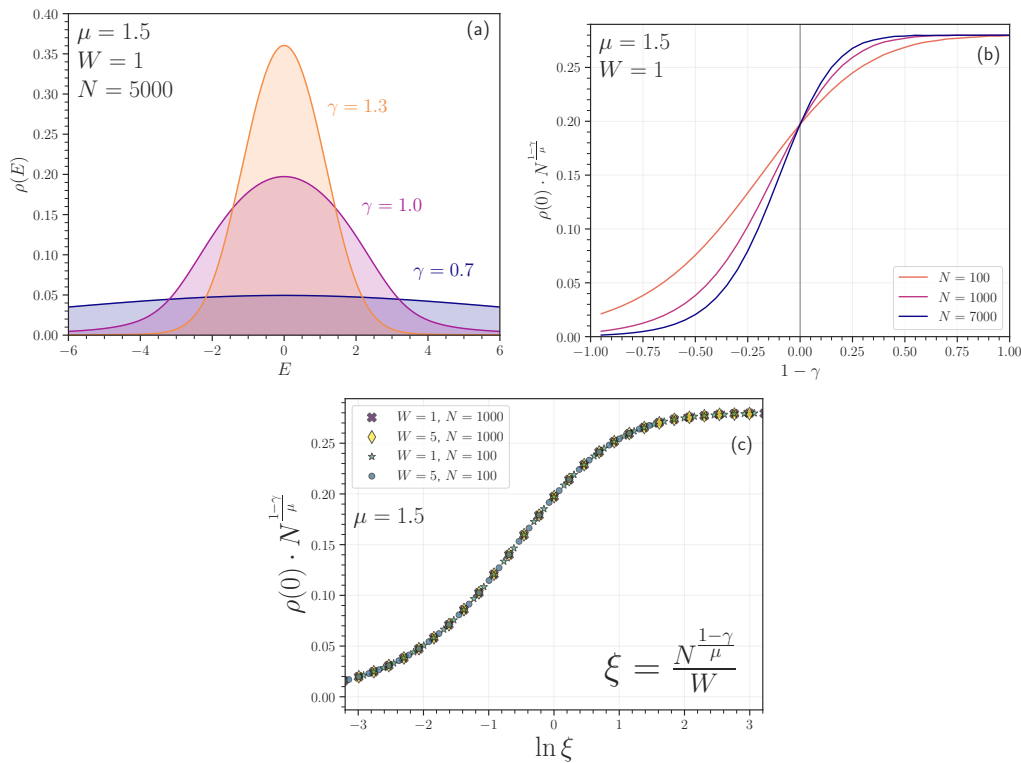 (a)
μ = 1.5
W = 1
N = 5000
γ = 1.3
γ = 1.0
γ = 0.7
ρ(E)
0.40
0.35
0.30
0.25
0.20
0.15
0.10
0.05
0.00
−6 −4 −2 0 2 4 6
E
(b)
μ = 1.5
W = 1
ρ(0) · N^{\frac{1−γ}{μ}}
0.25
0.20
0.15
0.10
0.05
0.00
N = 100
N = 1000
N = 7000
−1.00 −0.75 −0.50 −0.25 0.00 0.25 0.50 0.75 1.00
1 − γ
(c)
W = 1, N = 1000
W = 5, N = 1000
W = 1, N = 100
W = 5, N = 100
μ = 1.5
ρ(0) · N^{\frac{1−γ}{μ}}
0.25
0.20
0.15
0.10
0.05
0.00
ξ = \frac{N^{\frac{1−γ}{μ}}}{W}
−3 −2 −1 0 1 2 3
ln ξ